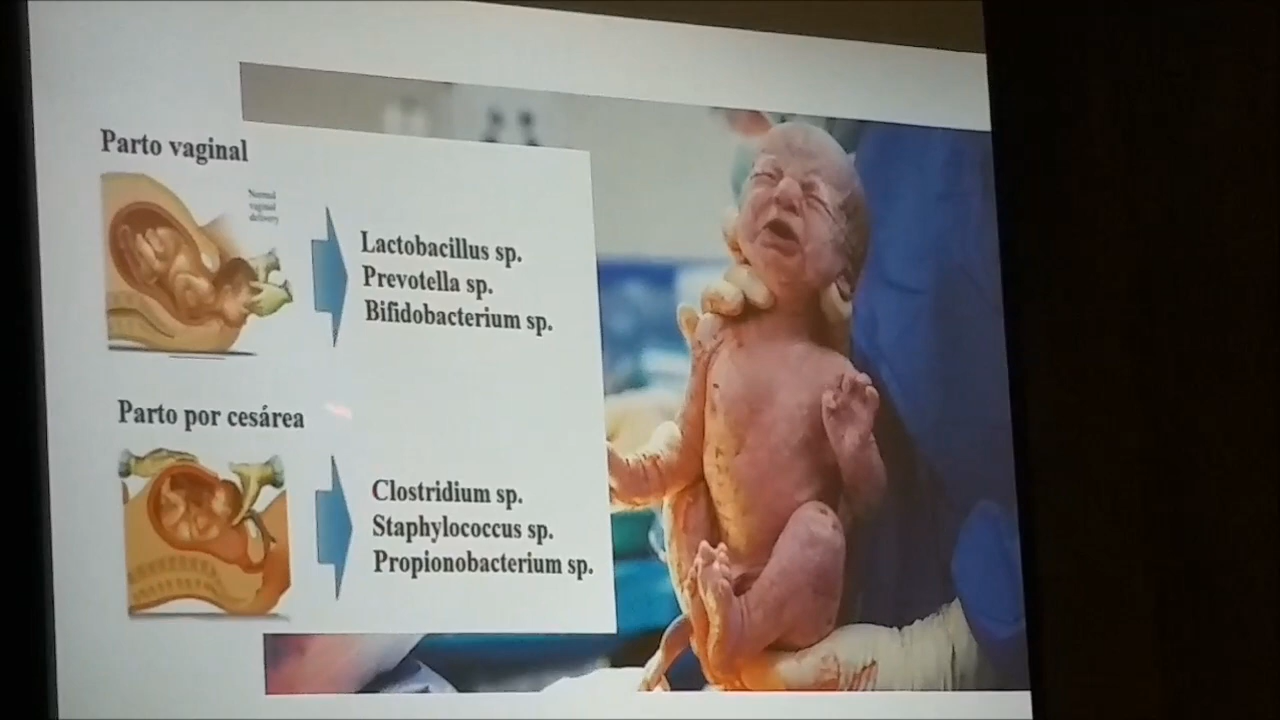 Parto vaginal
Normal
vaginal
delivery
Lactobacillus sp.
Prevotella sp.
Bifidobacterium sp.
Parto por cesárea
Clostridium sp.
Staphylococcus sp.
Propionobacterium sp.